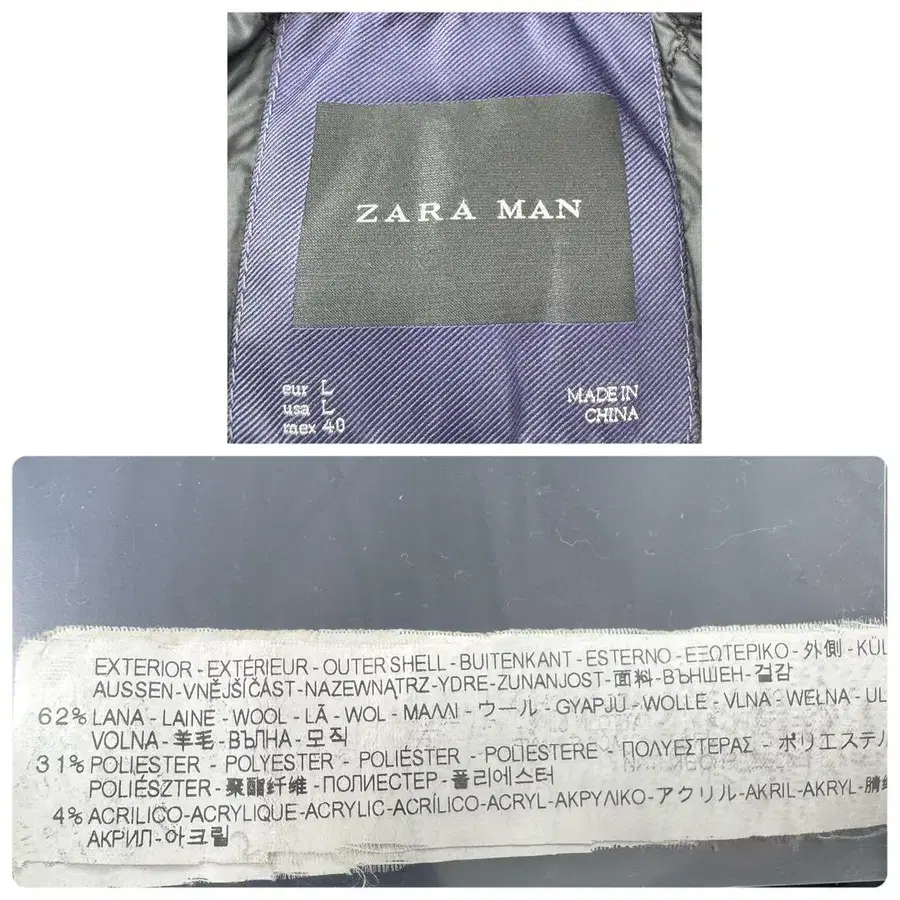 ZARA MAN
eur L
usa L
mex 40
MADE IN
CHINA
EXTERIOR - EXTÉRIEUR - OUTER SHELL - BUITENKANT - ESTERNO - ΕΞΩΤΕΡΙΚΟ - 外側 - KÜL
AUSSEN-VNĚJŠÍ ČÁST-NAZEWNĄTRZ-YDRE-ZUNANJOST-面料-ВЪНШЕН-겉감
62% LANA - LAINE - WOOL - LÃ - WOL - ΜΑΛΛΙ - ウール - GYAPJÚ - WOLLE - VLNA - WEŁNA - UL
VOLNA-羊毛-ВЪЛНА-모직
31% POLIESTER - POLYESTER - POLIÉSTER - POLIESTERE - ΠΟΛΥΕΣΤΕΡΑΣ - ポリエステル
POLIÉSZTER-聚酯纤维-ПОЛИЕСТЕР-폴리에스터
4% ACRILICO-ACRYLIQUE-ACRYLIC-ACRÍLICO-ACRYL-ΑΚΡΥΛΙΚΟ-アクリル-AKRIL-AKRYL-腈纶
АКРИЛ-아크릴